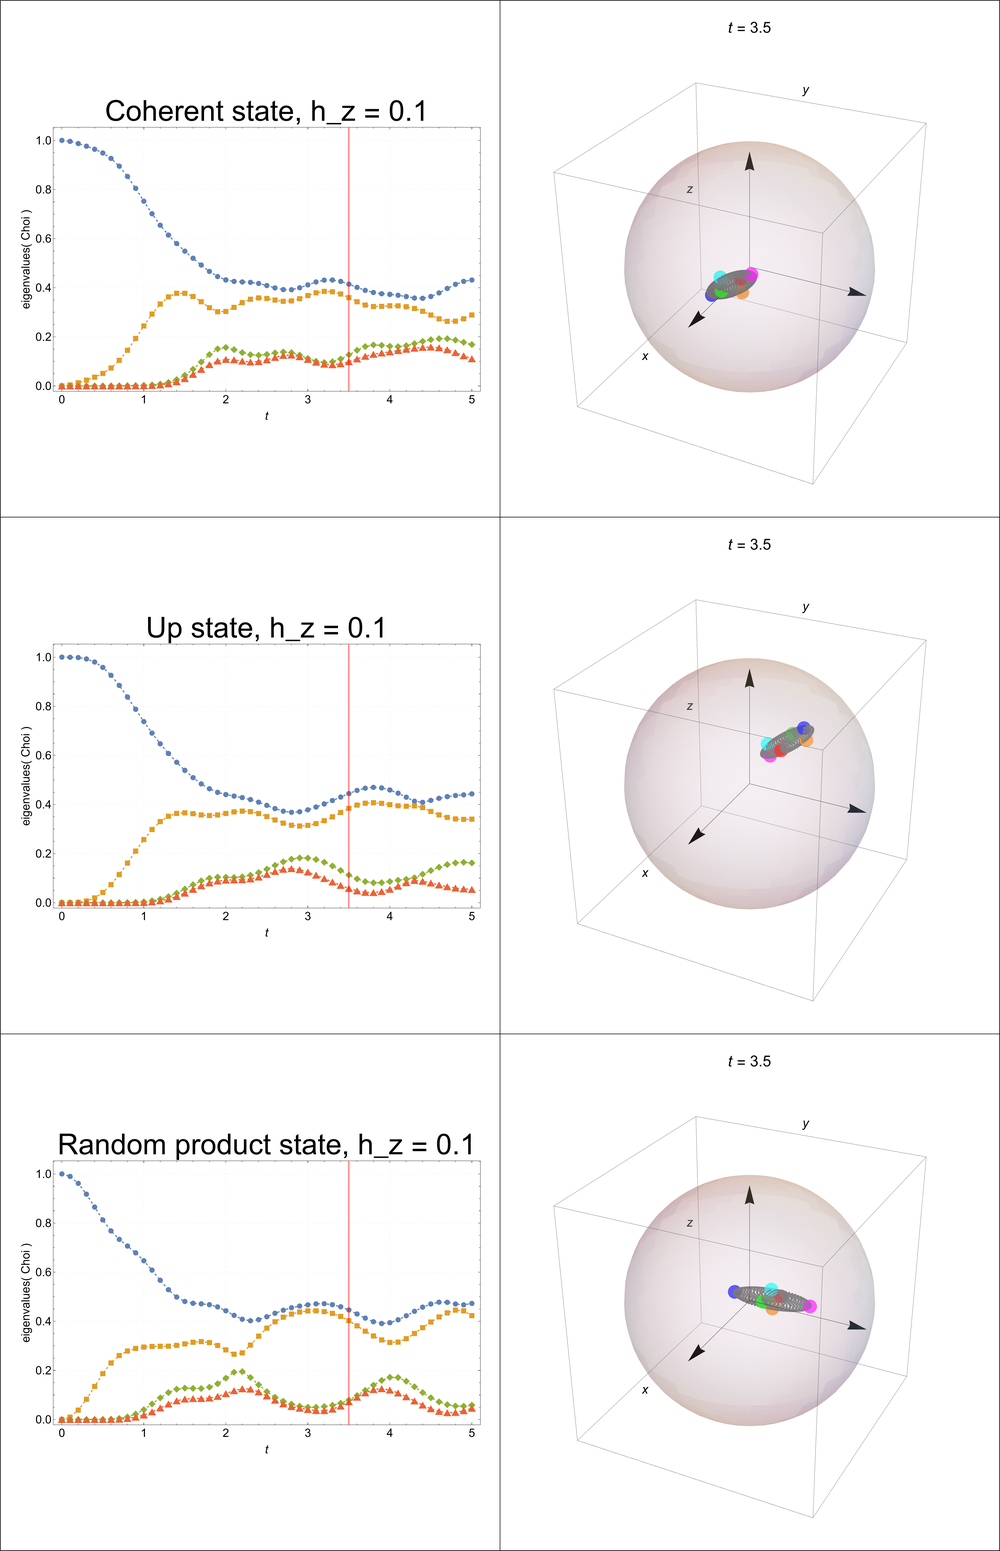 t = 3.5
y
Coherent state, h_z = 0.1
eigenvalues( Choi )
1.0
0.8
0.6
0.4
0.2
0.0
0 1 2 3 4 5
t
z
x
t = 3.5
y
Up state, h_z = 0.1
eigenvalues( Choi )
1.0
0.8
0.6
0.4
0.2
0.0
0 1 2 3 4 5
t
z
x
t = 3.5
y
Random product state, h_z = 0.1
eigenvalues( Choi )
1.0
0.8
0.6
0.4
0.2
0.0
0 1 2 3 4 5
t
z
x